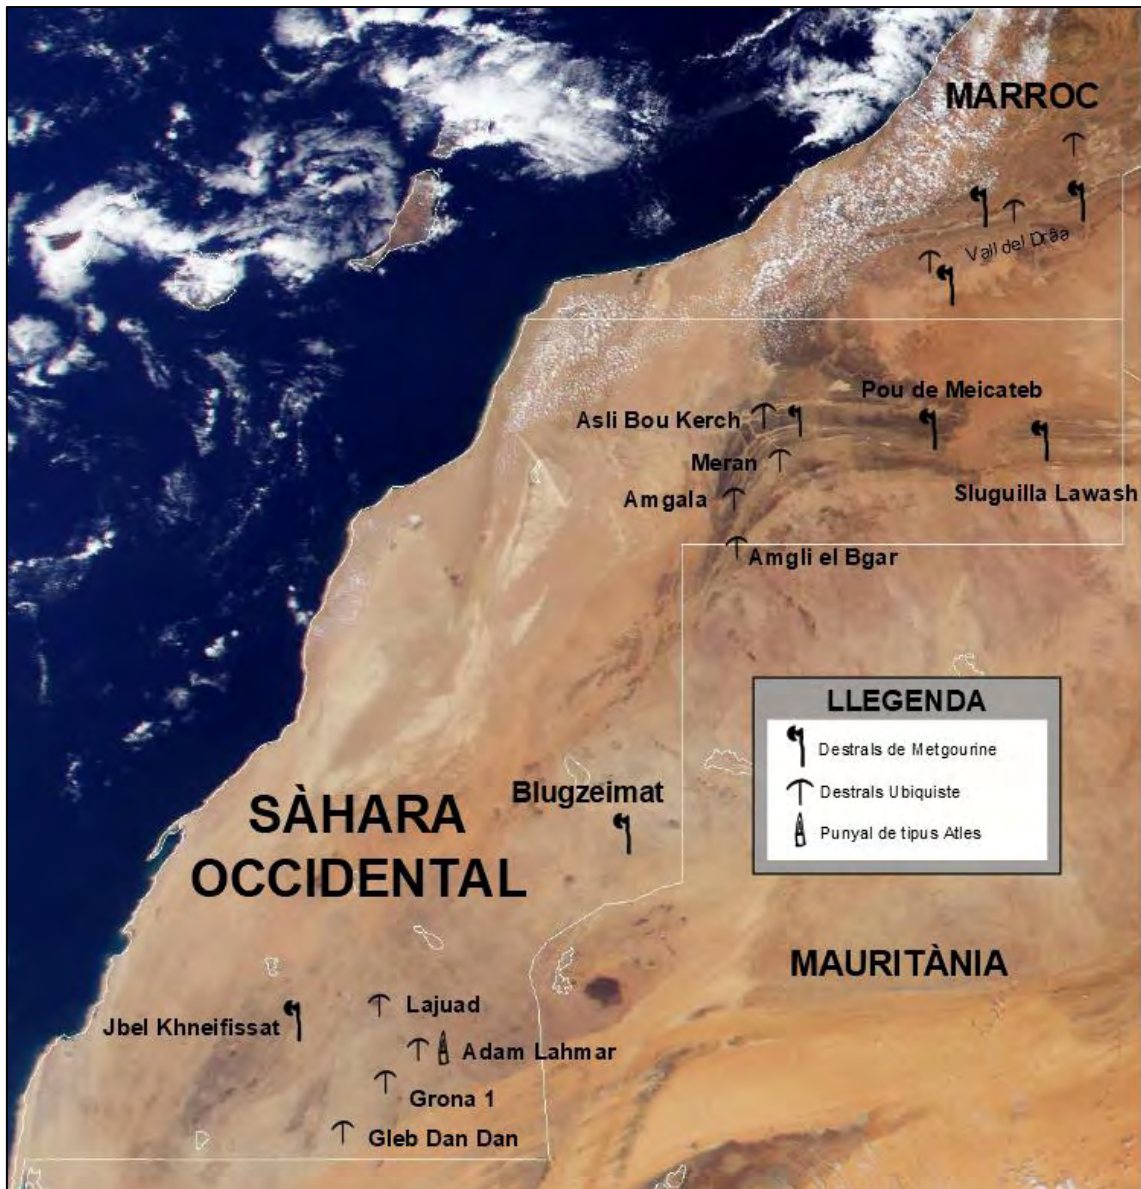 MARROC
Vall del Drâa
Pou de Meicateb
Asli Bou Kerch
Meran
Amgala
Sluguilla Lawash
Amgli el Bgar
LLEGENDA
Destrals de Metgourine
Destrals Ubiquiste
Punyal de tipus Atles
Blugzeimat
SÀHARA
OCCIDENTAL
MAURITÀNIA
Lajuad
Jbel Khneifissat
Adam Lahmar
Grona 1
Gleb Dan Dan